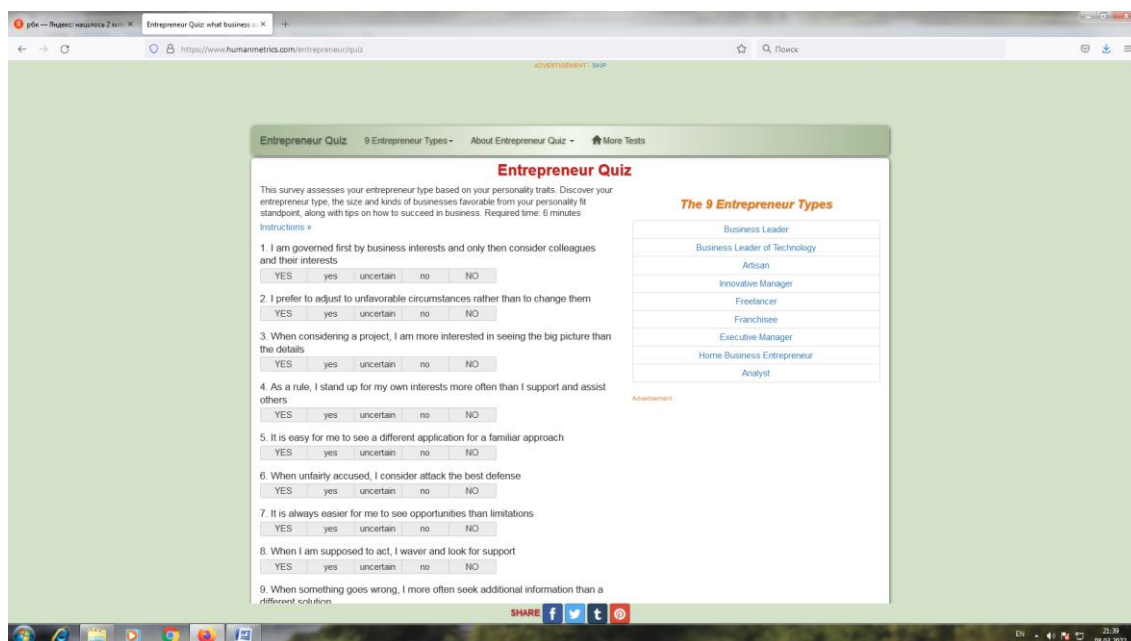 рбк — Яндекс: нашлось 2
Entrepreneur Quiz: what business
https://www.humanmetrics.com/entrepreneur/quiz
Поиск
ADVERTISEMENT - SKIP
Entrepreneur Quiz 9 Entrepreneur Types About Entrepreneur Quiz More Tests
Entrepreneur Quiz
This survey assesses your entrepreneur type based on your personality traits. Discover your
entrepreneur type, the size and kinds of businesses favorable from your personality fit
standpoint, along with tips on how to succeed in business. Required time: 6 minutes
Instructions »
1. I am governed first by business interests and only then consider colleagues
and their interests
YES yes uncertain no NO
2. I prefer to adjust to unfavorable circumstances rather than to change them
YES yes uncertain no NO
3. When considering a project, I am more interested in seeing the big picture than
the details
YES yes uncertain no NO
4. As a rule, I stand up for my own interests more often than I support and assist
others
YES yes uncertain no NO
5. It is easy for me to see a different application for a familiar approach
YES yes uncertain no NO
6. When unfairly accused, I consider attack the best defense
YES yes uncertain no NO
7. It is always easier for me to see opportunities than limitations
YES yes uncertain no NO
8. When I am supposed to act, I waver and look for support
YES yes uncertain no NO
9. When something goes wrong, I more often seek additional information than a
different solution
The 9 Entrepreneur Types
Business Leader
Business Leader of Technology
Artisan
Innovative Manager
Freelancer
Franchisee
Executive Manager
Home Business Entrepreneur
Analyst
Advertisement
SHARE
EN
21:39